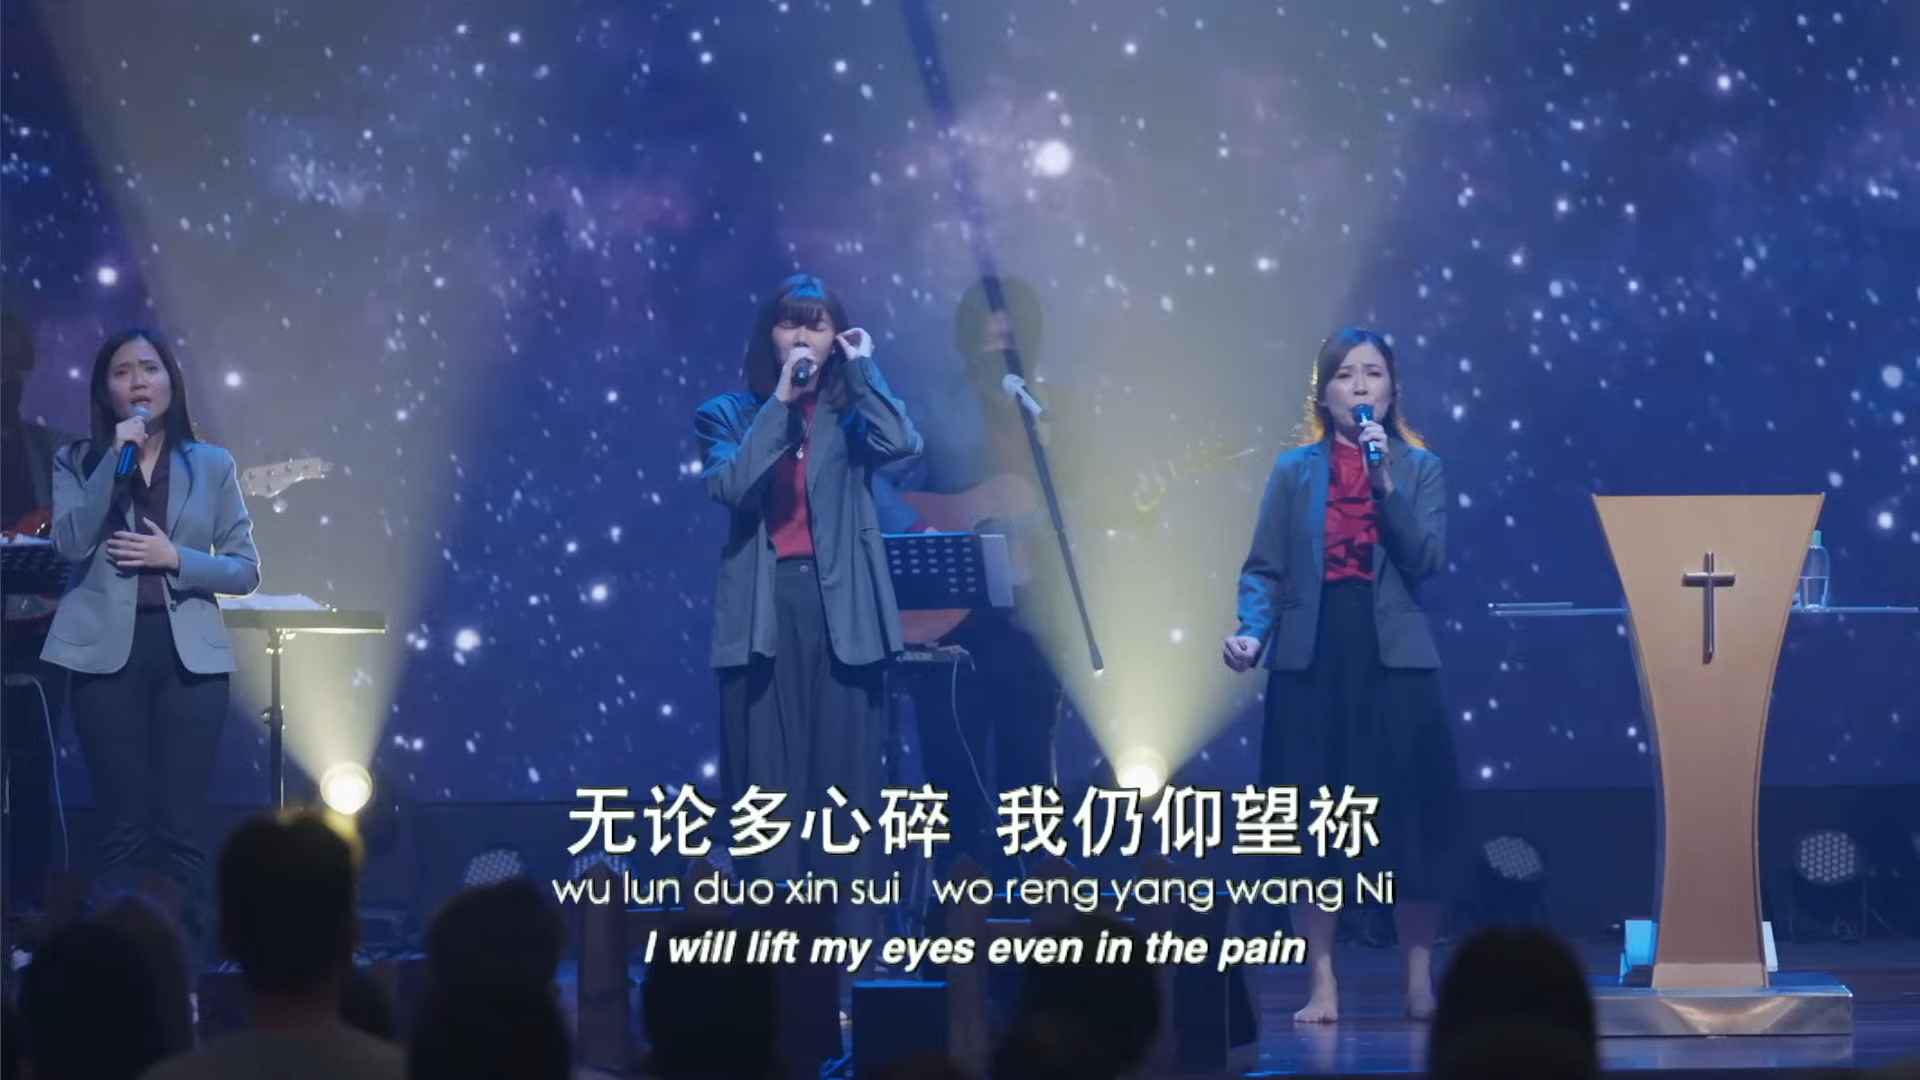 无论多心碎 我仍仰望祢
wu lun duo xin sui wo reng yang wang Ni
I will lift my eyes even in the pain